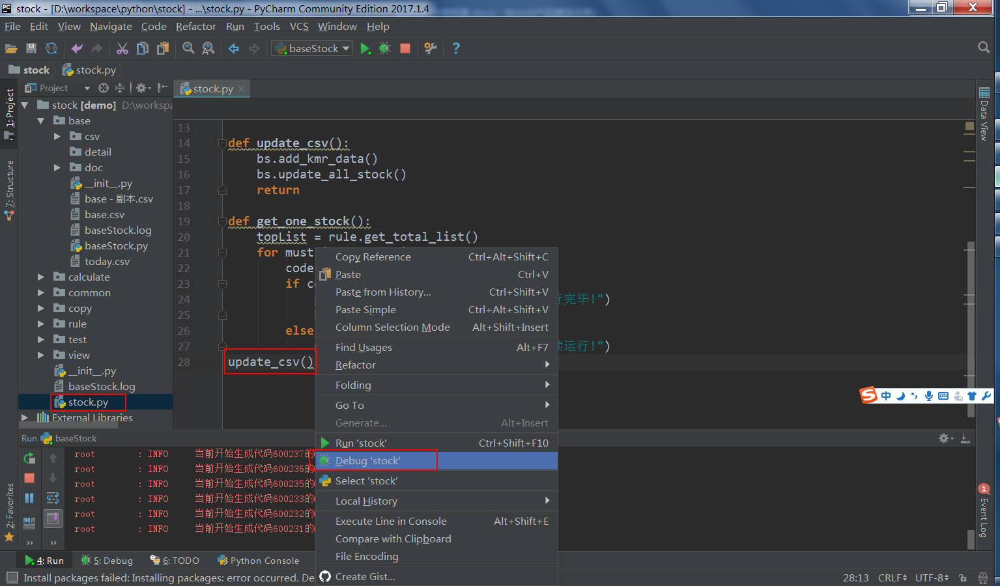 stock - [D:\workspace\python\stock] - ...\stock.py - PyCharm Community Edition 2017.1.4
File Edit View Navigate Code Refactor Run Tools VCS Window Help
baseStock
stock stock.py
Project
stock.py
1: Project
7: Structure
2: Favorites
stock [demo] D:\workspa
base
csv
detail
doc
__init__.py
base - 副本.csv
base.csv
baseStock.log
baseStock.py
today.csv
calculate
common
copy
rule
test
view
__init__.py
baseStock.log
stock.py
External Libraries
13
14 def update_csv():
15 bs.add_kmr_data()
16 bs.update_all_stock()
17 return
18
19 def get_one_stock():
20 topList = rule.get_total_list()
21 for must
22 code
23 if c
24 行完毕!")
25
26 else
27 续运行!")
28 update_csv()
Copy Reference Ctrl+Alt+Shift+C
Paste Ctrl+V
Paste from History... Ctrl+Shift+V
Paste Simple Ctrl+Alt+Shift+V
Column Selection Mode Alt+Shift+Insert
Find Usages Alt+F7
Refactor
Folding
Go To
Generate... Alt+Insert
Run 'stock' Ctrl+Shift+F10
Debug 'stock'
Select 'stock'
Local History
Execute Line in Console Alt+Shift+E
Compare with Clipboard
File Encoding
Create Gist...
Data View
中
1
Event Log
Run baseStock
root : INFO 当前开始生成代码600237的
root : INFO 当前开始生成代码600236的
root : INFO 当前开始生成代码600235的
root : INFO 当前开始生成代码600233的
root : INFO 当前开始生成代码600232的
root : INFO 当前开始生成代码600231的
4: Run 5: Debug 6: TODO Python Console
Install packages failed: Installing packages: error occurred. De
28:13 CRLF UTF-8